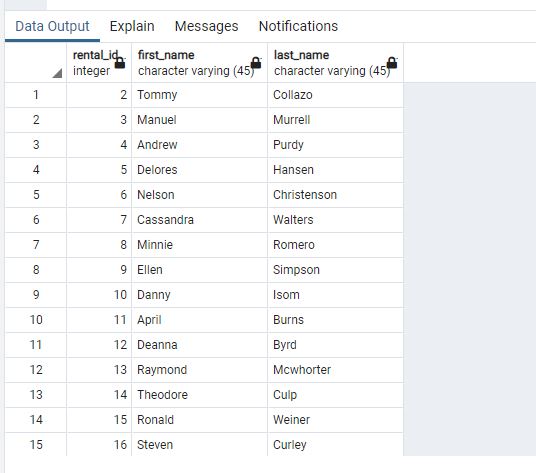 Data Output Explain Messages Notifications
rental_id first_name last_name
integer character varying (45) character varying (45)
1 2 Tommy Collazo
2 3 Manuel Murrell
3 4 Andrew Purdy
4 5 Delores Hansen
5 6 Nelson Christenson
6 7 Cassandra Walters
7 8 Minnie Romero
8 9 Ellen Simpson
9 10 Danny Isom
10 11 April Burns
11 12 Deanna Byrd
12 13 Raymond Mcwhorter
13 14 Theodore Culp
14 15 Ronald Weiner
15 16 Steven Curley